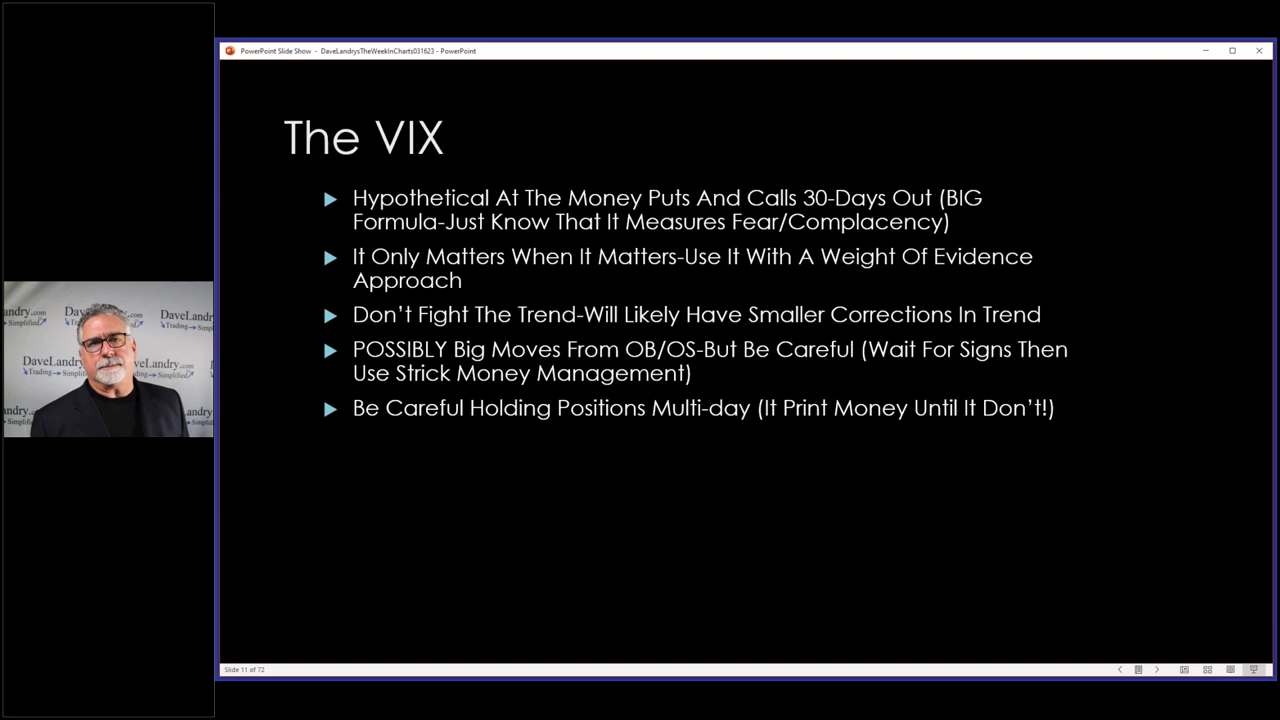 PowerPoint Slide Show - DaveLandrysTheWeekInCharts031623 - PowerPoint
The VIX
Hypothetical At The Money Puts And Calls 30-Days Out (BIG
Formula-Just Know That It Measures Fear/Complacency)
It Only Matters When It Matters-Use It With A Weight Of Evidence
Approach
Don't Fight The Trend-Will Likely Have Smaller Corrections In Trend
POSSIBLY Big Moves From OB/OS-But Be Careful (Wait For Signs Then
Use Strick Money Management)
Be Careful Holding Positions Multi-day (It Print Money Until It Don't!)
Landry.com
Simplified
DaveLandry
DaveLandry.com
Trading Simplified
Slide 11 of 72